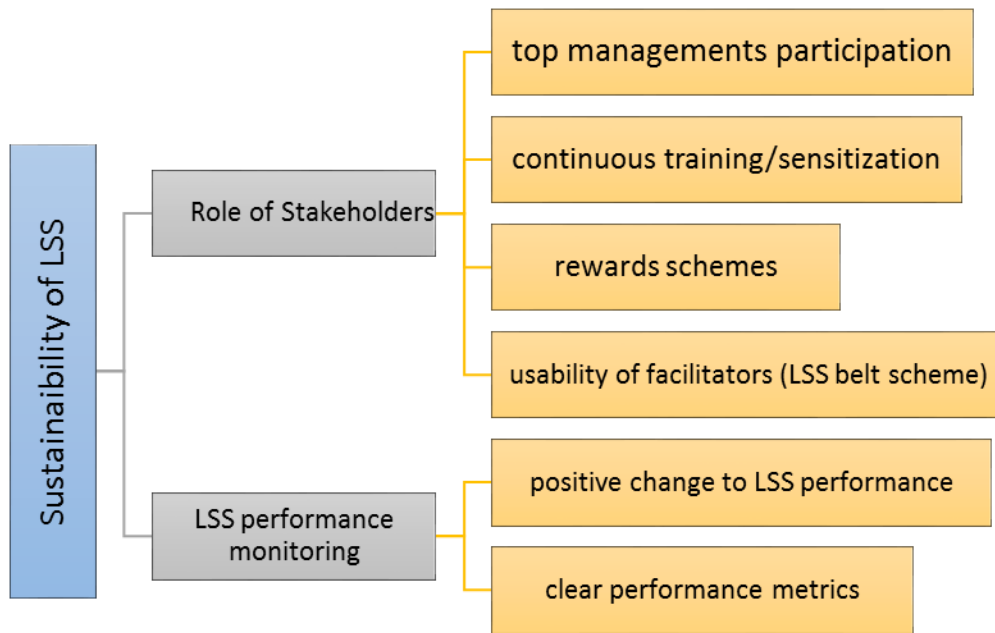 Sustainaibility of LSS
Role of Stakeholders
top managements participation
continuous training/sensitization
rewards schemes
usability of facilitators (LSS belt scheme)
LSS performance
monitoring
positive change to LSS performance
clear performance metrics